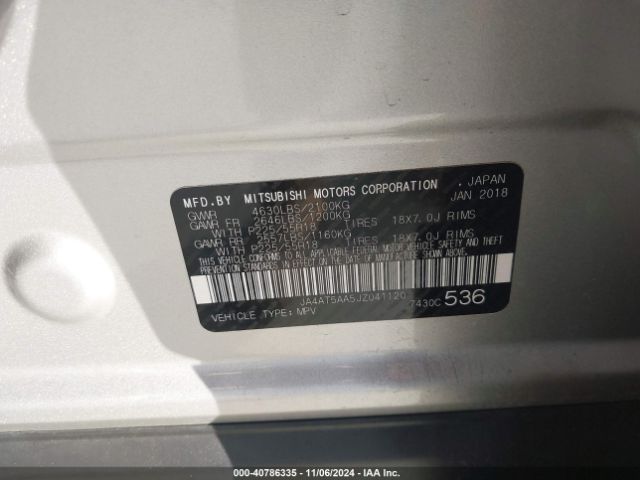 MFD.BY MITSUBISHI MOTORS CORPORATION . JAPAN
JAN 2018
GVWR 4630LBS/2100KG
GAWR FR 2646LBS/1200KG
WITH P225/55R18 TIRES 18X7.0J RIMS
GAWR RR /1160KG
WITH P225/55R18 TIRES 18X7.0J RIMS
THIS VEHICLE CONFORMS TO ALL APPLICABLE FEDERAL MOTOR VEHICLE SAFETY AND THEFT PREVENTION STANDARDS IN EFFECT ON THE DATE OF MANUFACTURE SHOWN ABOVE.
JA4AT5AA5JZ041120
VEHICLE TYPE: MPV 7430C 536
© 00-40786335 - 11/06/2024 - IAA Inc.